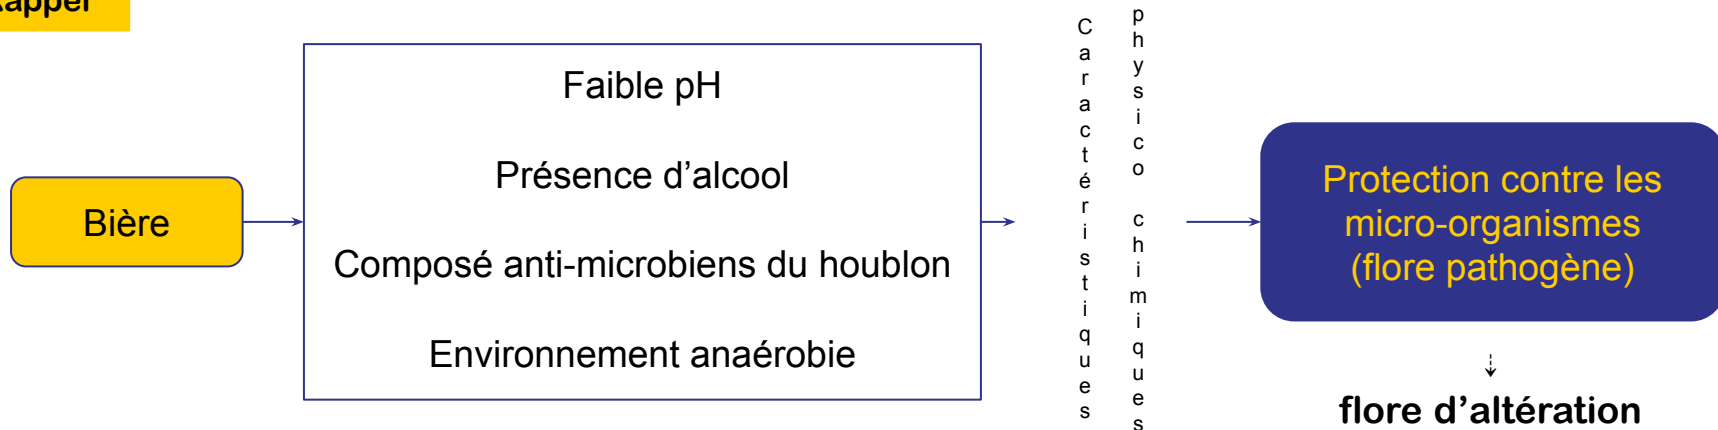 Bière
Faible pH
Présence d’alcool
Composé anti-microbiens du houblon
Environnement anaérobie
Caractéristiques
physico chimiques
Protection contre les
micro-organismes
(flore pathogène)
flore d’altération